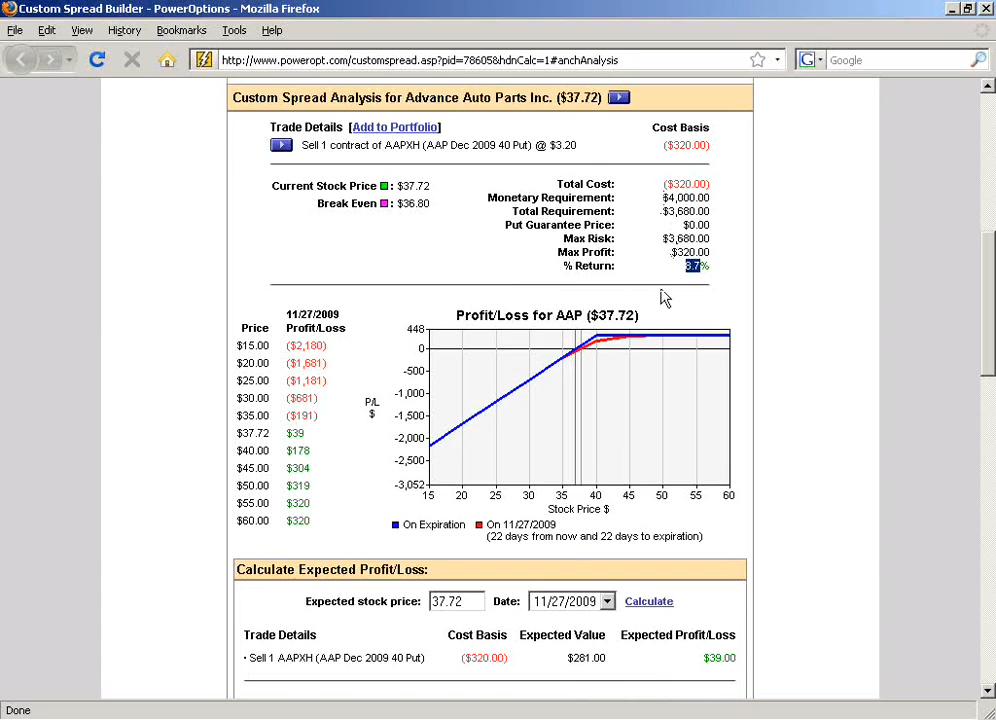 Custom Spread Builder - PowerOptions - Mozilla Firefox
File Edit View History Bookmarks Tools Help
http://www.poweropt.com/customspread.asp?pid=78605&hdnCalc=1#anchAnalysis
G Google
Custom Spread Analysis for Advance Auto Parts Inc. ($37.72)
Trade Details [Add to Portfolio] Cost Basis
Sell 1 contract of AAPXH (AAP Dec 2009 40 Put) @ $3.20 ($320.00)
Current Stock Price : $37.72
Break Even : $36.80
Total Cost: ($320.00)
Monetary Requirement: $4,000.00
Total Requirement: $3,680.00
Put Guarantee Price: $0.00
Max Risk: $3,680.00
Max Profit: $320.00
% Return: 8.7%
11/27/2009
Price Profit/Loss
$15.00 ($2,180)
$20.00 ($1,681)
$25.00 ($1,181)
$30.00 ($681)
$35.00 ($191)
$37.72 $39
$40.00 $178
$45.00 $304
$50.00 $319
$55.00 $320
$60.00 $320
Profit/Loss for AAP ($37.72)
P/L
$
448
0
-500
-1,000
-1,500
-2,000
-2,500
-3,052
15 20 25 30 35 40 45 50 55 60
Stock Price $
On Expiration On 11/27/2009
(22 days from now and 22 days to expiration)
Calculate Expected Profit/Loss:
Expected stock price: 37.72 Date: 11/27/2009 Calculate
Trade Details Cost Basis Expected Value Expected Profit/Loss
• Sell 1 AAPXH (AAP Dec 2009 40 Put) ($320.00) $281.00 $39.00
Done